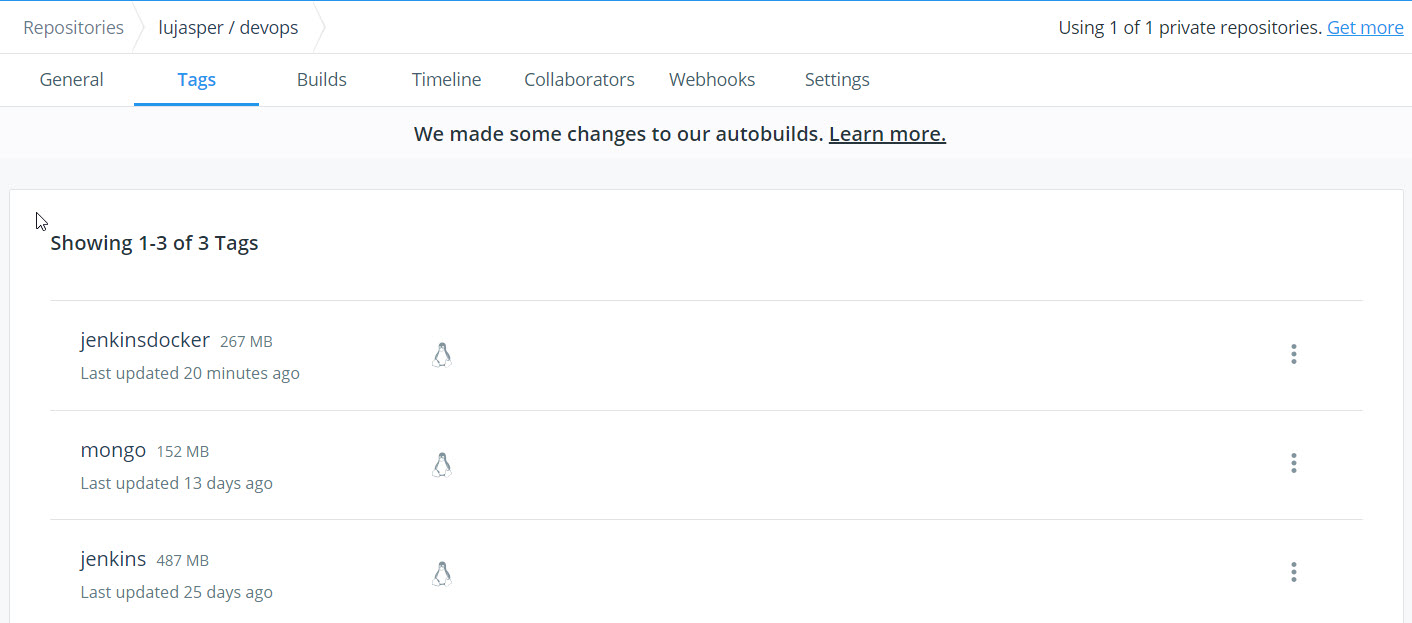 Repositories lujasper / devops Using 1 of 1 private repositories. Get more
General Tags Builds Timeline Collaborators Webhooks Settings
We made some changes to our autobuilds. Learn more.
Showing 1-3 of 3 Tags
jenkinsdocker 267 MB
Last updated 20 minutes ago
mongo 152 MB
Last updated 13 days ago
jenkins 487 MB
Last updated 25 days ago